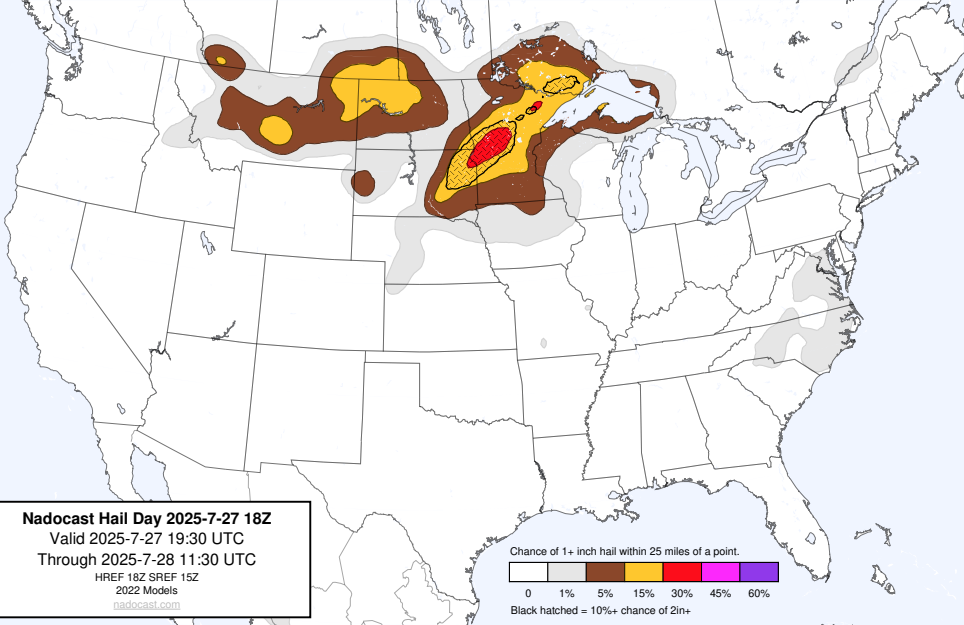 Nadocast Hail Day 2025-7-27 18Z
Valid 2025-7-27 19:30 UTC
Through 2025-7-28 11:30 UTC
HREF 18Z SREF 15Z
2022 Models
nadocast.com
Chance of 1+ inch hail within 25 miles of a point.
0 1% 5% 15% 30% 45% 60%
Black hatched = 10%+ chance of 2in+